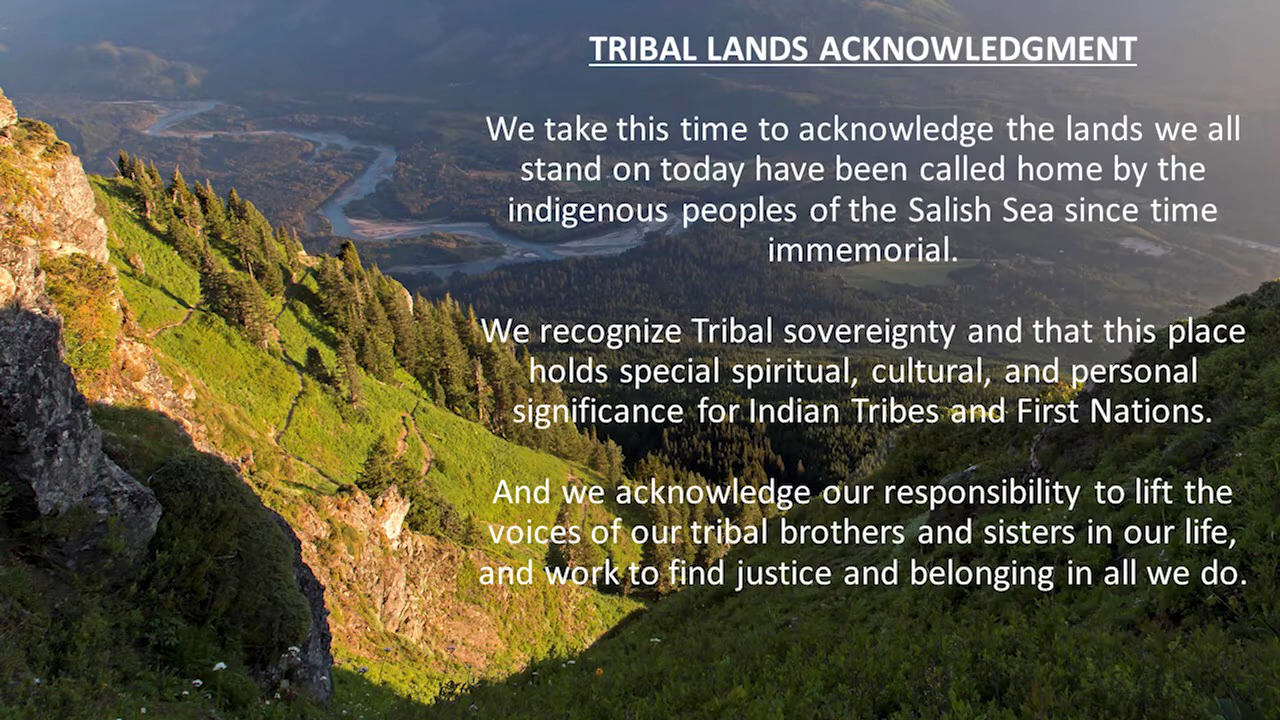 TRIBAL LANDS ACKNOWLEDGMENT
We take this time to acknowledge the lands we all
stand on today have been called home by the
indigenous peoples of the Salish Sea since time
immemorial.
We recognize Tribal sovereignty and that this place
holds special spiritual, cultural, and personal
significance for Indian Tribes and First Nations.
And we acknowledge our responsibility to lift the
voices of our tribal brothers and sisters in our life,
and work to find justice and belonging in all we do.